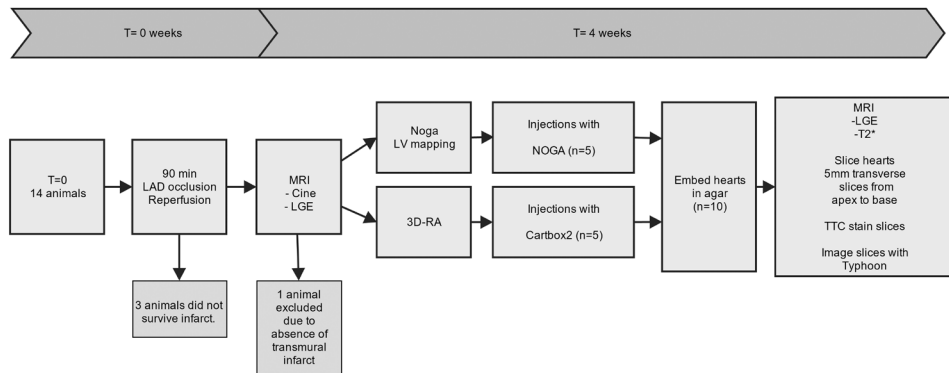 T= 0 weeks
T= 4 weeks
T=0
14 animals
90 min
LAD occlusion
Reperfusion
3 animals did not
survive infarct.
MRI
- Cine
- LGE
1 animal
excluded
due to
absence of
transmural
infarct
Noga
LV mapping
Injections with
NOGA (n=5)
3D-RA
Injections with
Cartbox2 (n=5)
Embed hearts
in agar
(n=10)
MRI
-LGE
-T2*
Slice hearts
5mm transverse
slices from
apex to base
TTC stain slices
Image slices with
Typhoon